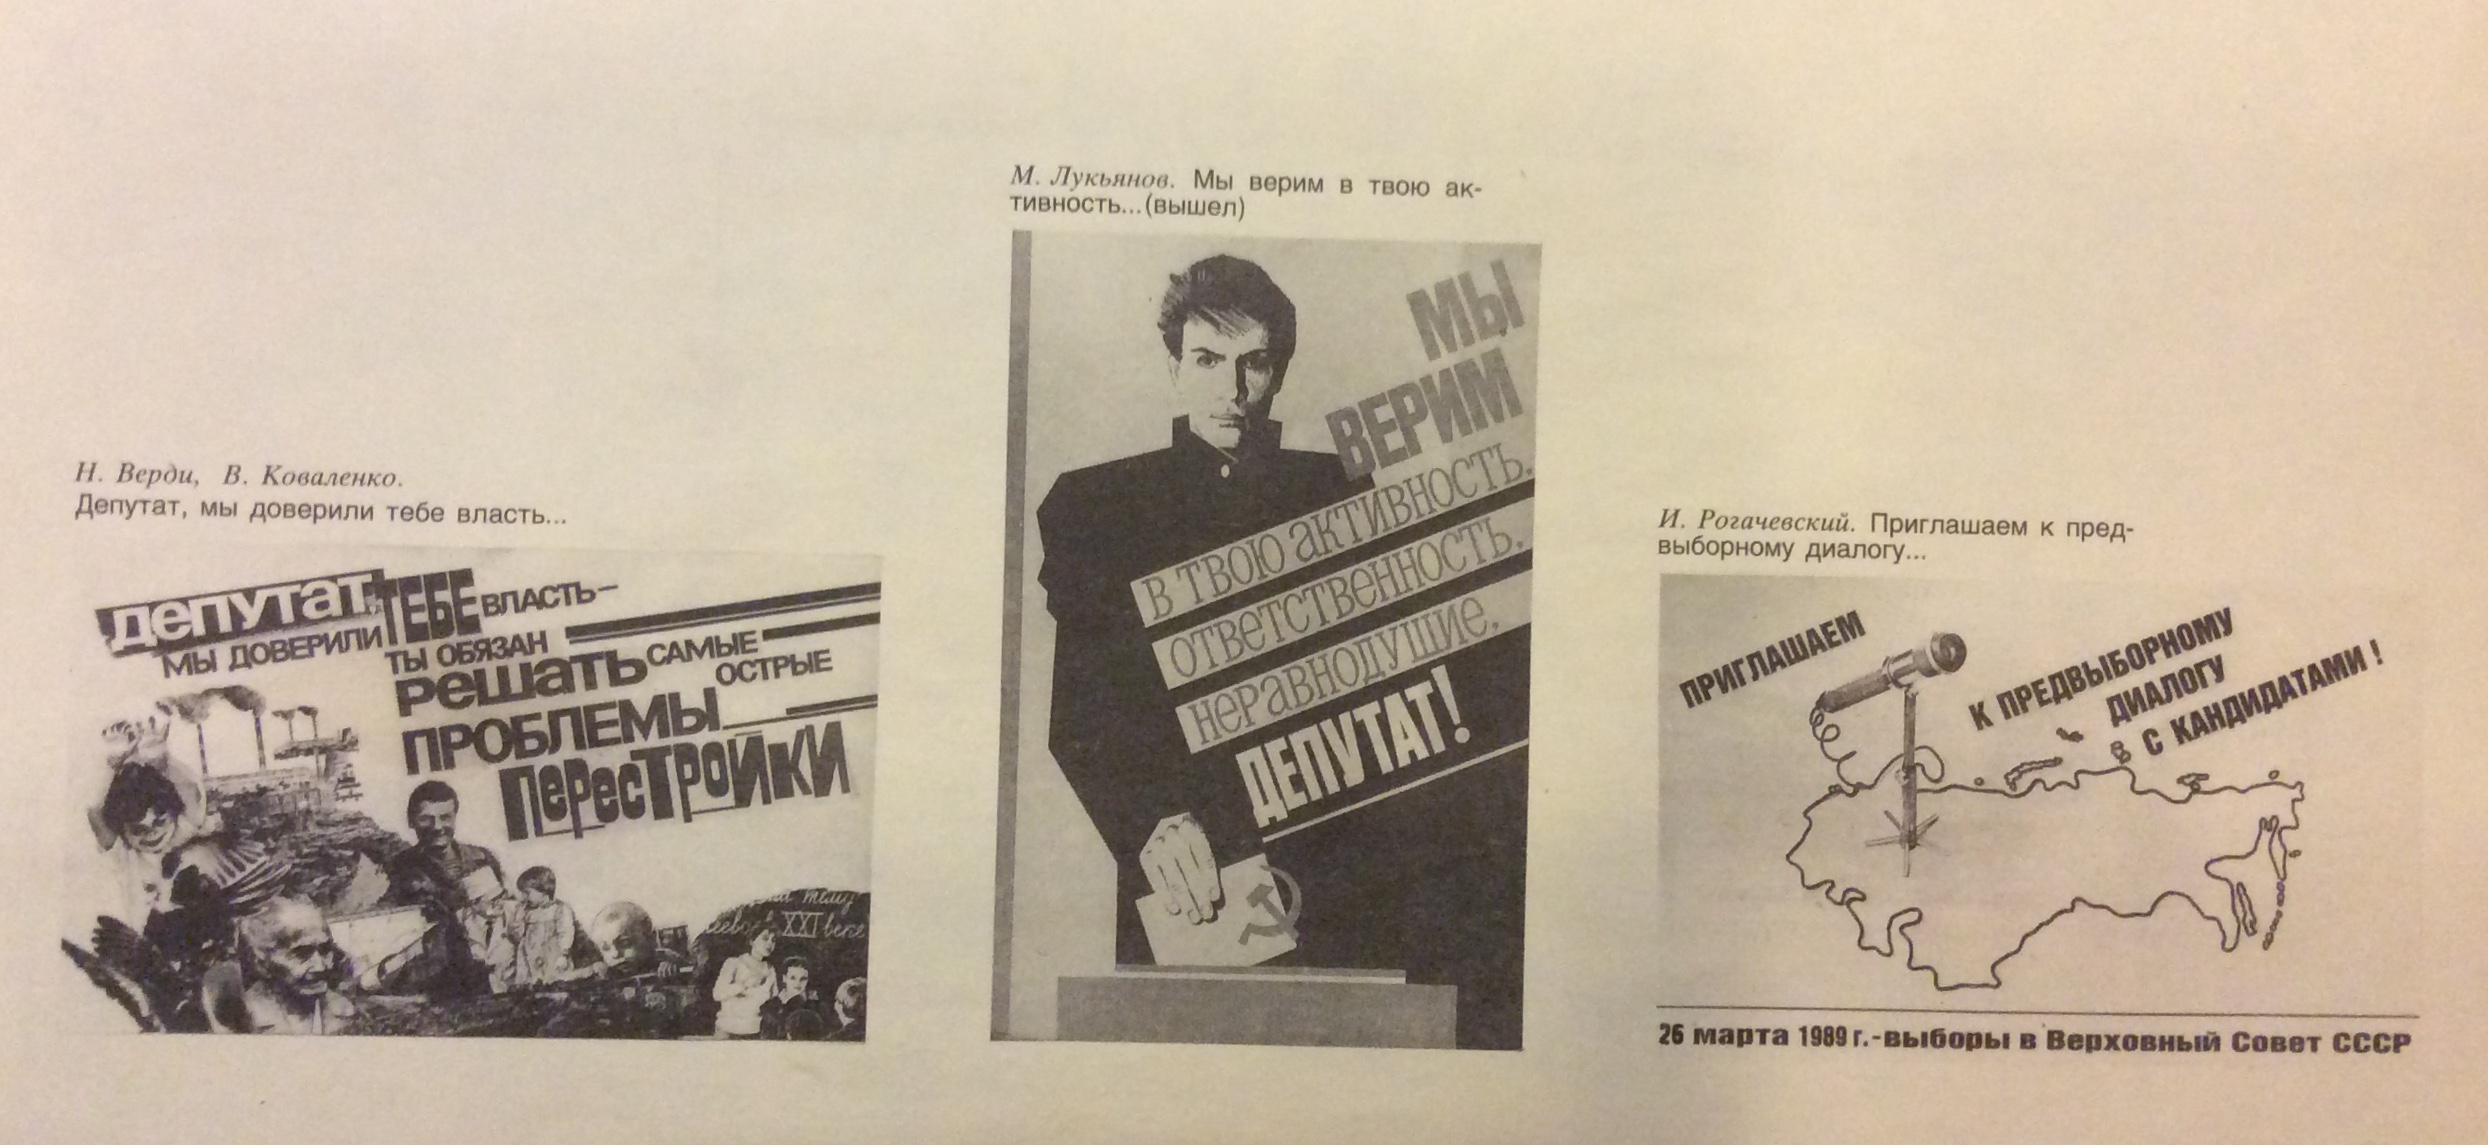 Н. Верди, В. Коваленко.
Депутат, мы доверили тебе власть...
депутат ТЕБЕ ВЛАСТЬ–
МЫ ДОВЕРИЛИ
ТЫ ОБЯЗАН
решать САМЫЕ
ОСТРЫЕ
ПРОБЛЕМЫ
ПЕРЕСТРОЙКИ
тему
XXI веке
М. Лукьянов. Мы верим в твою ак-
тивность...(вышел)
МЫ
ВЕРИМ
В ТВОЮ аКТИВНОСТЬ,
ОТВеТСТВеННОСТЬ,
НеРаВНОДУШИе,
ДЕПУТАТ!
И. Рогачевский. Приглашаем к пред-
выборному диалогу...
ПРИГЛАШАЕМ
К ПРЕДВЫБОРНОМУ
ДИАЛОГУ
С КАНДИДАТАМИ !
26 марта 1989 г.-выборы в Верховный Совет СССР